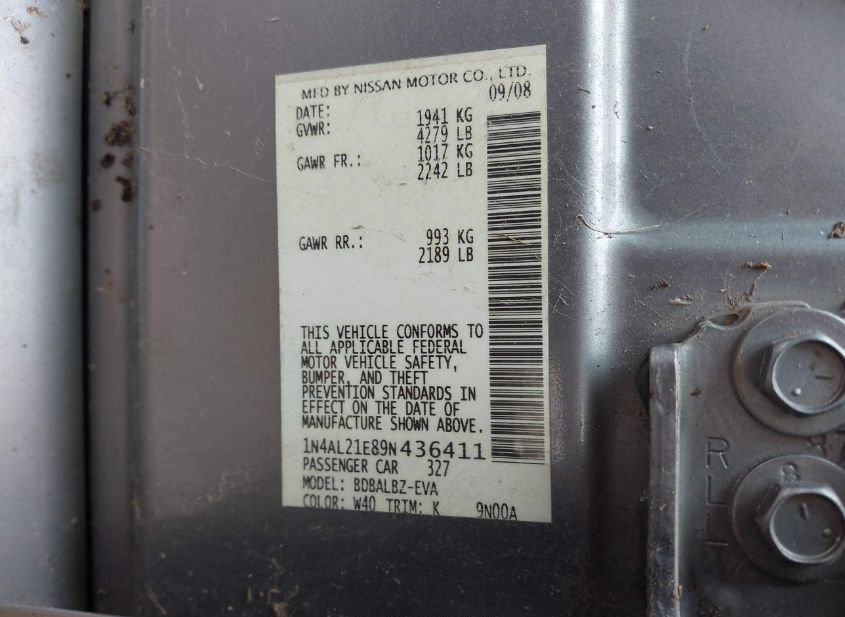 MFD BY NISSAN MOTOR CO., LTD.
DATE: 09/08
GVWR: 1941 KG
4279 LB
GAWR FR.: 1017 KG
2242 LB
GAWR RR.: 993 KG
2189 LB
THIS VEHICLE CONFORMS TO
ALL APPLICABLE FEDERAL
MOTOR VEHICLE SAFETY,
BUMPER, AND THEFT
PREVENTION STANDARDS IN
EFFECT ON THE DATE OF
MANUFACTURE SHOWN ABOVE.
1N4AL21E89N436411
PASSENGER CAR 327
MODEL: BDBALBZ-EVA
COLOR: W40 TRIM: K 9N00A
RLL